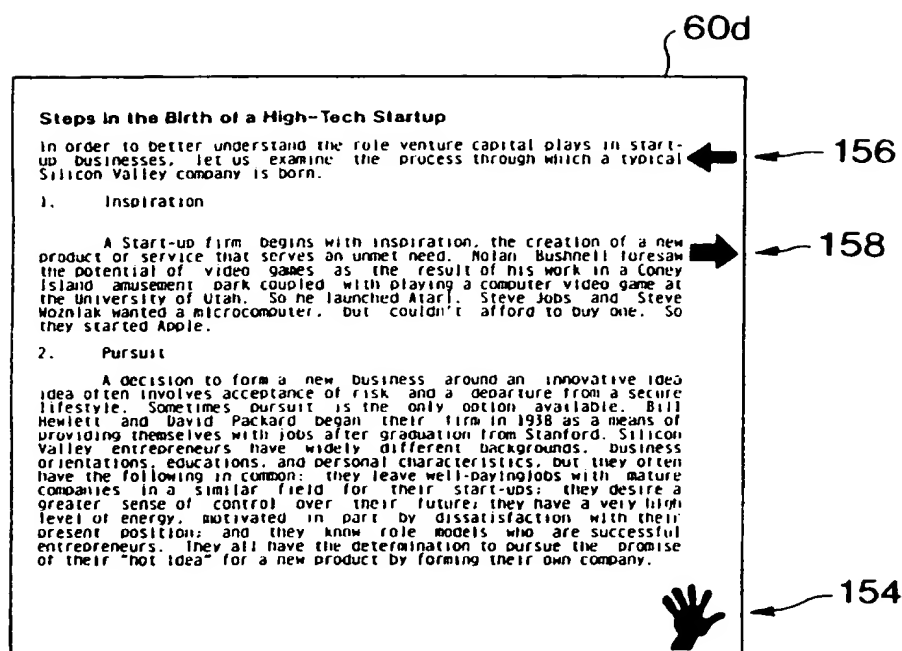 60d
Steps in the Birth of a High-Tech Startup
In order to better understand the role venture capital plays in start-
up businesses, let us examine the process through which a typical
Silicon Valley company is born.
156
1. Inspiration
A Start-up firm begins with inspiration, the creation of a new
product or service that serves an unmet need. Nolan Bushnell foresaw
the potential of video games as the result of his work in a Coney
Island amusement park coupled with playing a computer video game at
the University of Utah. So he launched Atari. Steve Jobs and Steve
Wozniak wanted a microcomputer, but couldn't afford to buy one. So
they started Apple.
158
2. Pursuit
A decision to form a new business around an innovative idea
idea often involves acceptance of risk and a departure from a secure
lifestyle. Sometimes pursuit is the only option available. Bill
Hewlett and David Packard began their firm in 1938 as a means of
providing themselves with jobs after graduation from Stanford. Silicon
Valley entrepreneurs have widely different backgrounds, business
orientations, educations, and personal characteristics, but they often
have the following in common: they leave well-payingjobs with mature
companies in a similar field for their start-ups; they desire a
greater sense of control over their future; they have a very high
level of energy, motivated in part by dissatisfaction with their
present position; and they know role models who are successful
entrepreneurs. They all have the determination to pursue the promise
of their "hot idea" for a new product by forming their own company.
154